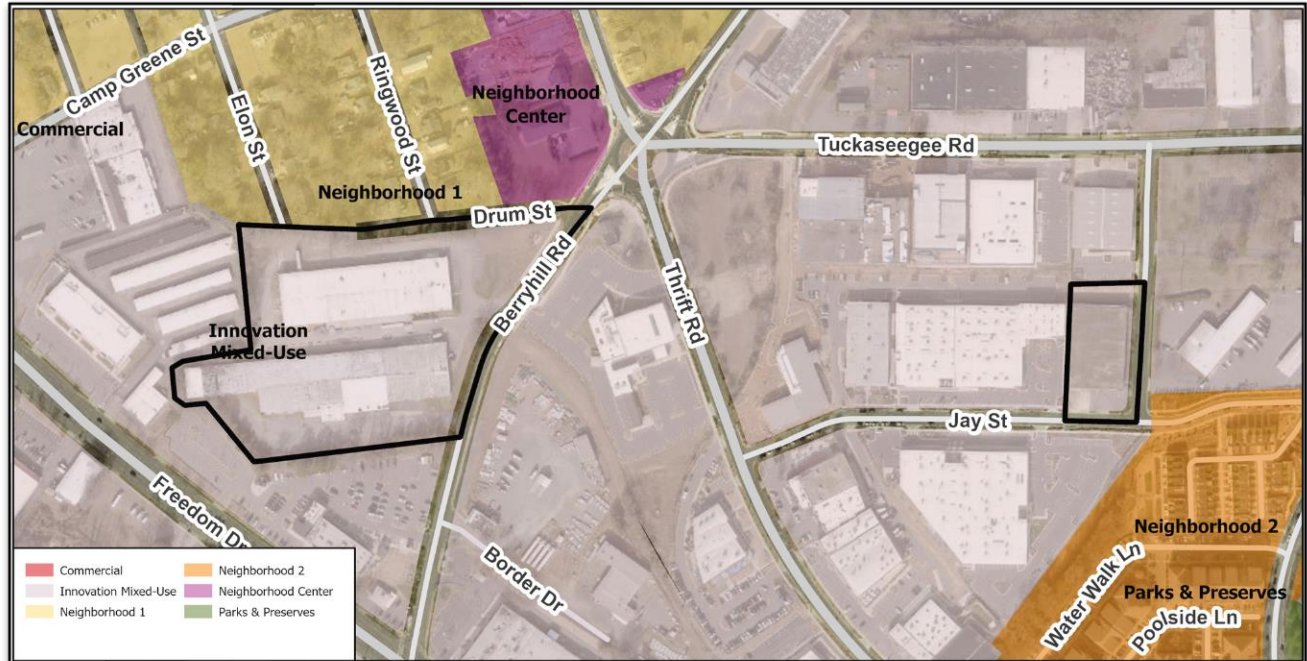 Camp Greene St
Commercial
Elon St
Ringwood St
Neighborhood
Center
Tuckaseegee Rd
Neighborhood 1
Drum St
Berryhill Rd
Thrift Rd
Innovation
Mixed-Use
Jay St
Freedom Dr
Border Dr
Neighborhood 2
Water Walk Ln
Parks & Preserves
Poolside Ln
Commercial
Innovation Mixed-Use
Neighborhood 1
Neighborhood 2
Neighborhood Center
Parks & Preserves